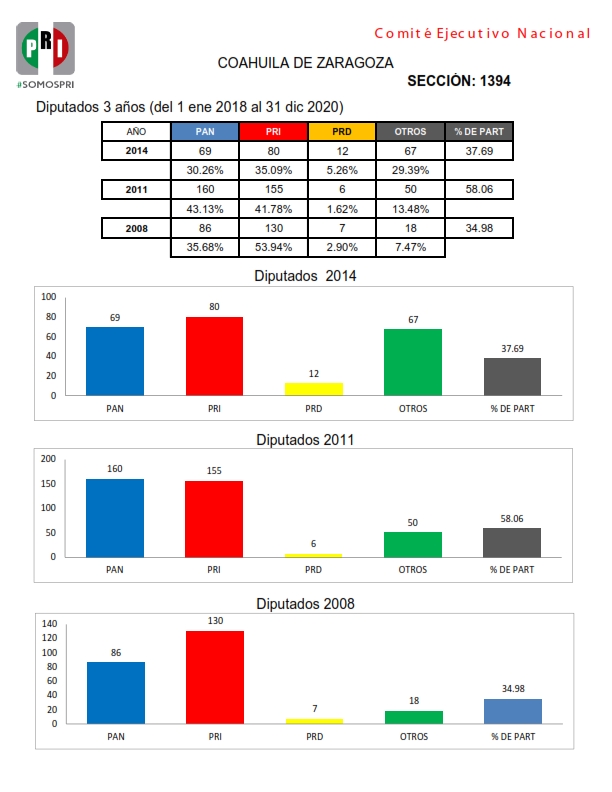 Comité Ejecutivo Nacional
PRI
#SOMOSPRI
COAHUILA DE ZARAGOZA
SECCIÓN: 1394
Diputados 3 años (del 1 ene 2018 al 31 dic 2020)
AÑO PAN PRI PRD OTROS % DE PART
2014 69 80 12 67 37.69
30.26% 35.09% 5.26% 29.39%
2011 160 155 6 50 58.06
43.13% 41.78% 1.62% 13.48%
2008 86 130 7 18 34.98
35.68% 53.94% 2.90% 7.47%
Diputados 2014
100
80
60
40
20
0
69 80 12 67 37.69
PAN PRI PRD OTROS % DE PART
Diputados 2011
200
150
100
50
0
160 155 6 50 58.06
PAN PRI PRD OTROS % DE PART
Diputados 2008
140
120
100
80
60
40
20
0
86 130 7 18 34.98
PAN PRI PRD OTROS % DE PART